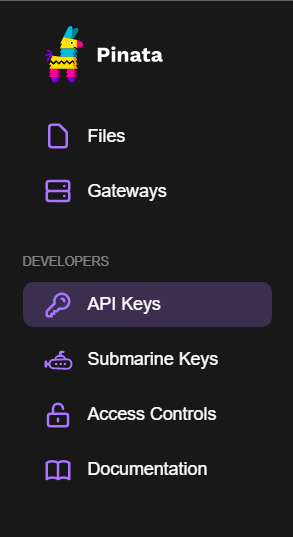 Pinata
Files
Gateways
DEVELOPERS
API Keys
Submarine Keys
Access Controls
Documentation